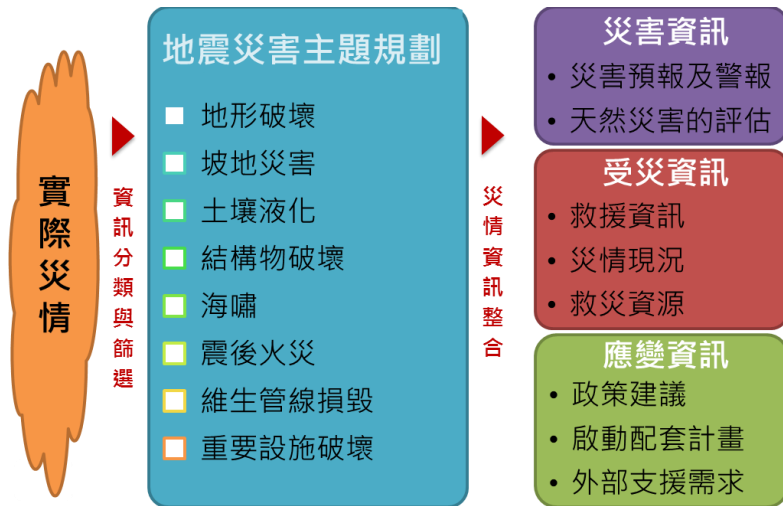 實際災情
資訊分類與篩選
地震災害主題規劃
地形破壞
坡地災害
土壤液化
結構物破壞
海嘯
震後火災
維生管線損毀
重要設施破壞
災情資訊整合
災害資訊
• 災害預報及警報
• 天然災害的評估
受災資訊
• 救援資訊
• 災情現況
• 救災資源
應變資訊
• 政策建議
• 啟動配套計畫
• 外部支援需求